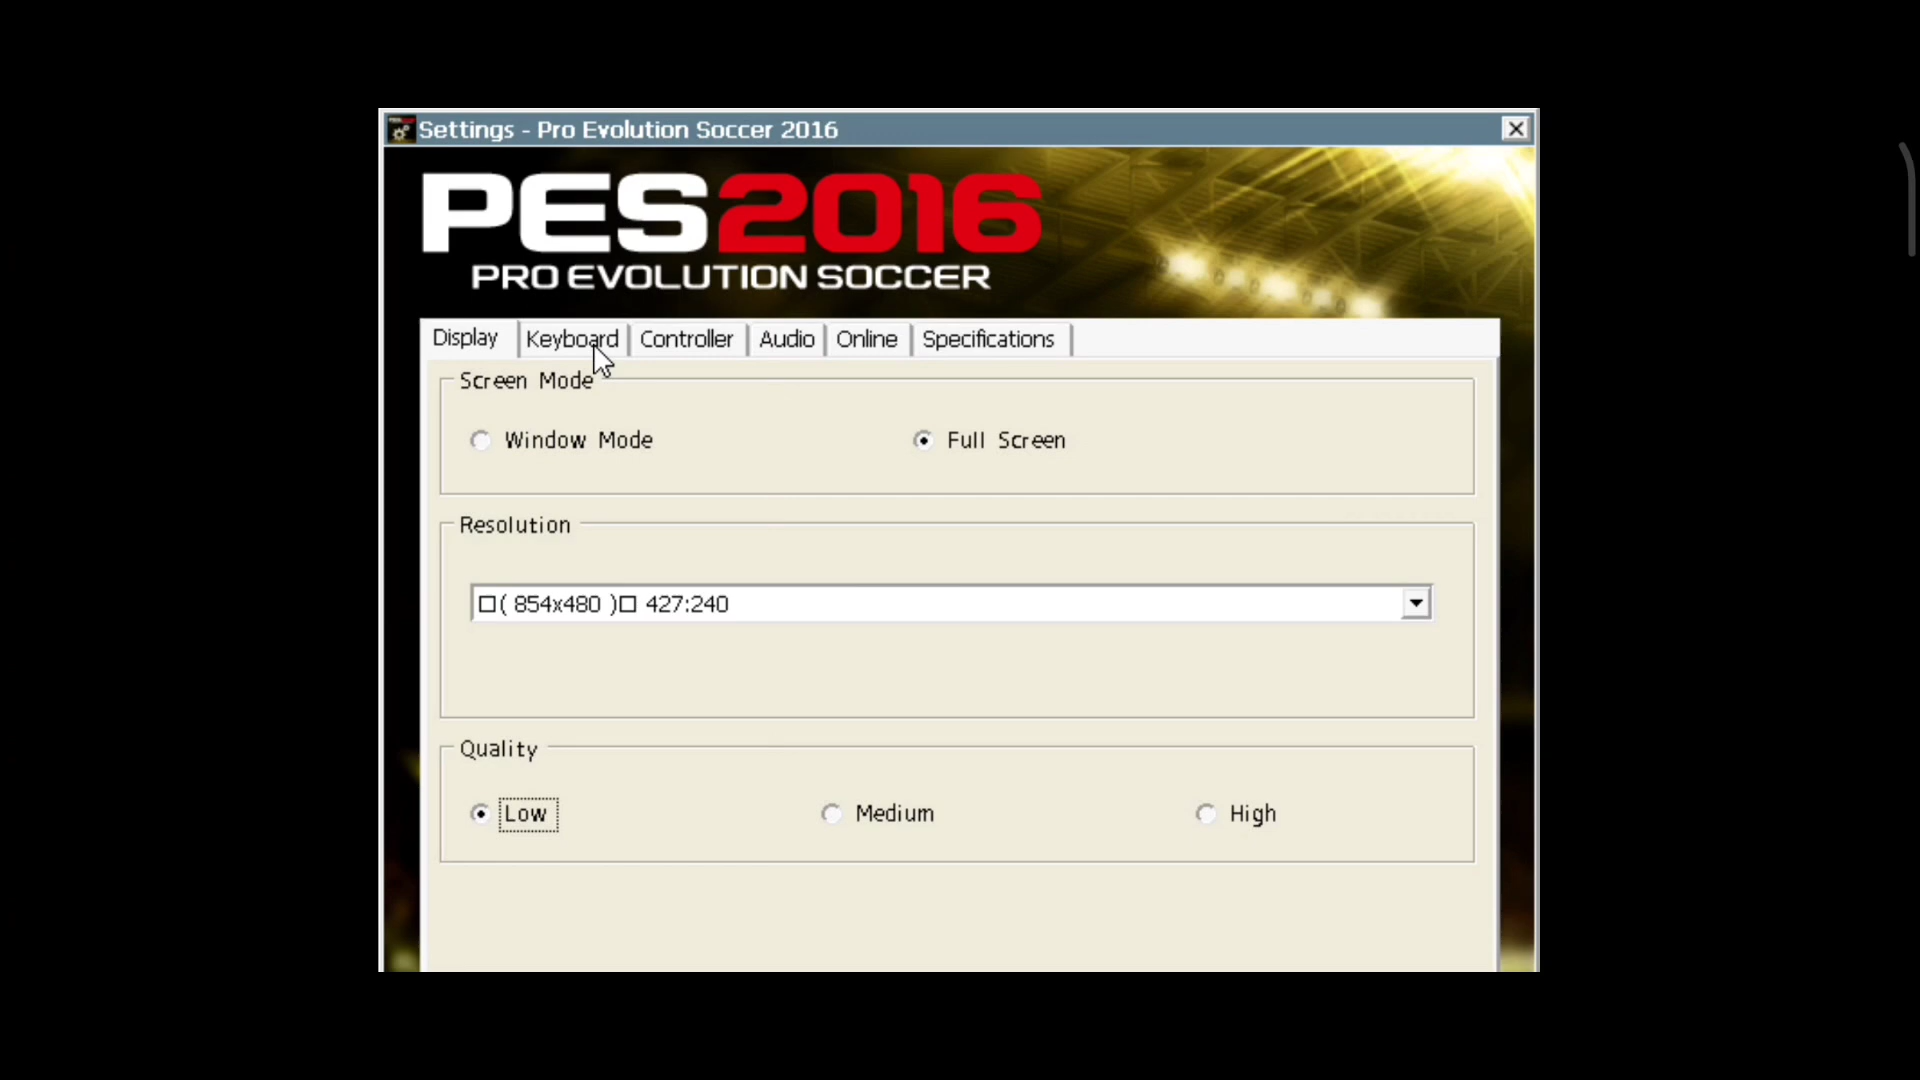 Settings - Pro Evolution Soccer 2016
PES2016
PRO EVOLUTION SOCCER
Display Keyboard Controller Audio Online Specifications
Screen Mode
Window Mode Full Screen
Resolution
□( 854x480 )□ 427:240
Quality
Low Medium High